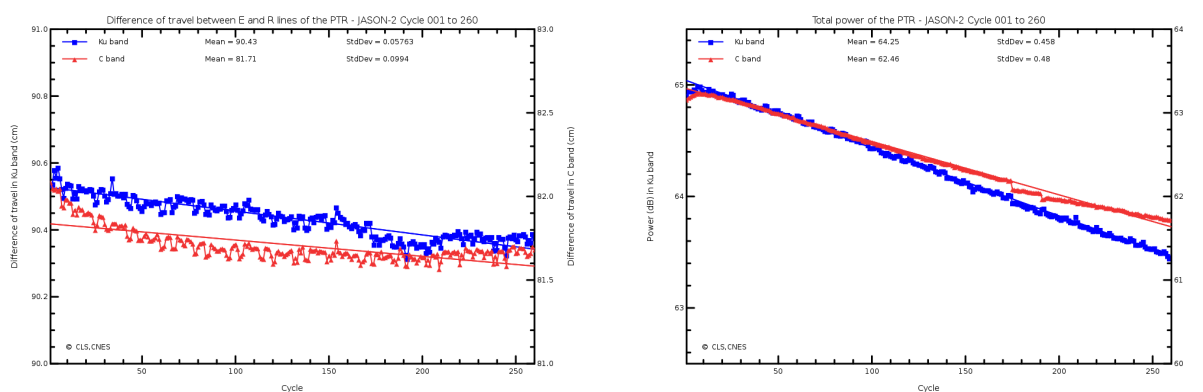 Difference of travel between E and R lines of the PTR - JASON-2 Cycle 001 to 260
91.0
83.0
Ku band Mean = 90.43 StdDev = 0.05763
C band Mean = 81.71 StdDev = 0.0994
90.8
82.5
90.6
82.0
90.4
81.5
90.2
90.0
81.0
© CLS,CNES
50 100 150 200 250
Cycle
Difference of travel in Ku band (cm)
Difference of travel in C band (cm)
Total power of the PTR - JASON-2 Cycle 001 to 260
64
Ku band Mean = 64.25 StdDev = 0.458
C band Mean = 62.46 StdDev = 0.48
65
63
64
62
63
61
60
© CLS,CNES
50 100 150 200 250
Cycle
Power (dB) in Ku band